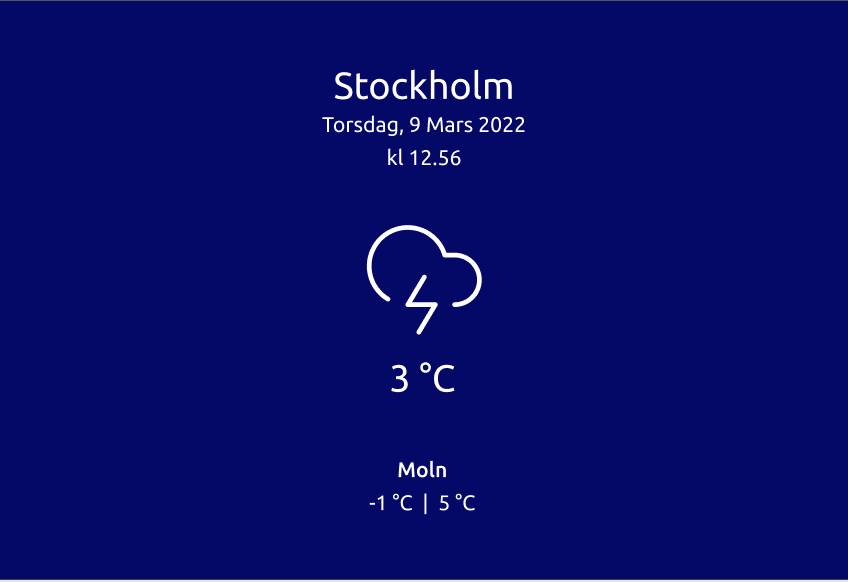 Stockholm
Torsdag, 9 Mars 2022
kl 12.56
3 °C
Moln
-1 °C | 5 °C